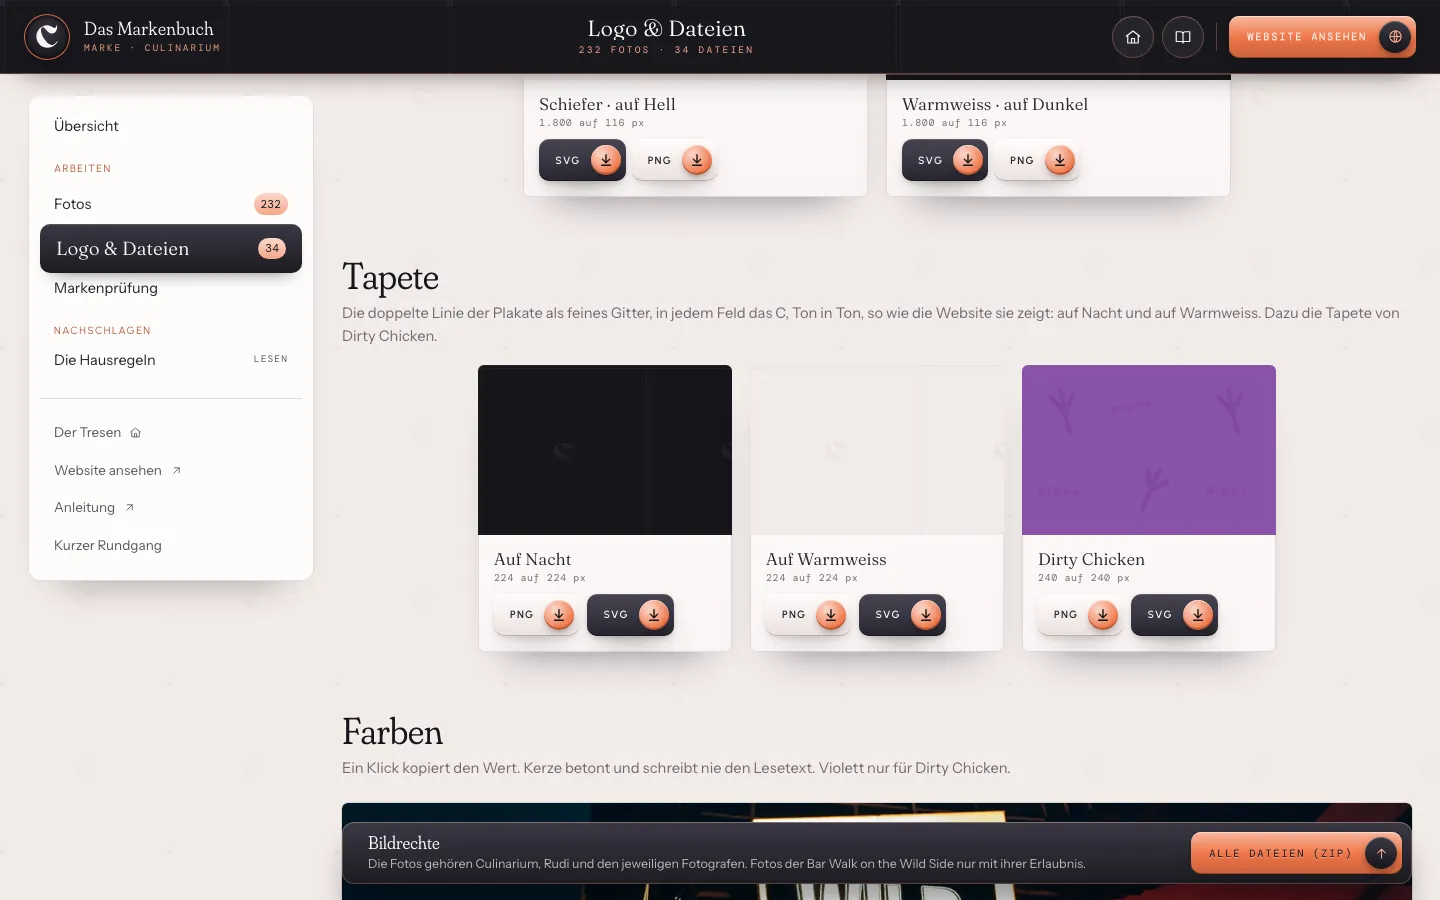 Das Markenbuch
MARKE · CULINARIUM
Logo & Dateien
232 FOTOS · 34 DATEIEN
WEBSITE ANSEHEN
Übersicht
ARBEITEN
Fotos
232
Logo & Dateien
34
Markenprüfung
NACHSCHLAGEN
Die Hausregeln
LESEN
Der Tresen
Website ansehen
Anleitung
Kurzer Rundgang
Schiefer · auf Hell
1.800 auf 116 px
SVG
PNG
Warmweiss · auf Dunkel
1.800 auf 116 px
SVG
PNG
Tapete
Die doppelte Linie der Plakate als feines Gitter, in jedem Feld das C, Ton in Ton, so wie die Website sie zeigt: auf Nacht und auf Warmweiss. Dazu die Tapete von
Dirty Chicken.
Auf Nacht
224 auf 224 px
PNG
SVG
Auf Warmweiss
224 auf 224 px
PNG
SVG
Dirty Chicken
240 auf 240 px
PNG
SVG
Farben
Ein Klick kopiert den Wert. Kerze betont und schreibt nie den Lesetext. Violett nur für Dirty Chicken.
Bildrechte
Die Fotos gehören Culinarium, Rudi und den jeweiligen Fotografen. Fotos der Bar Walk on the Wild Side nur mit ihrer Erlaubnis.
ALLE DATEIEN (ZIP)